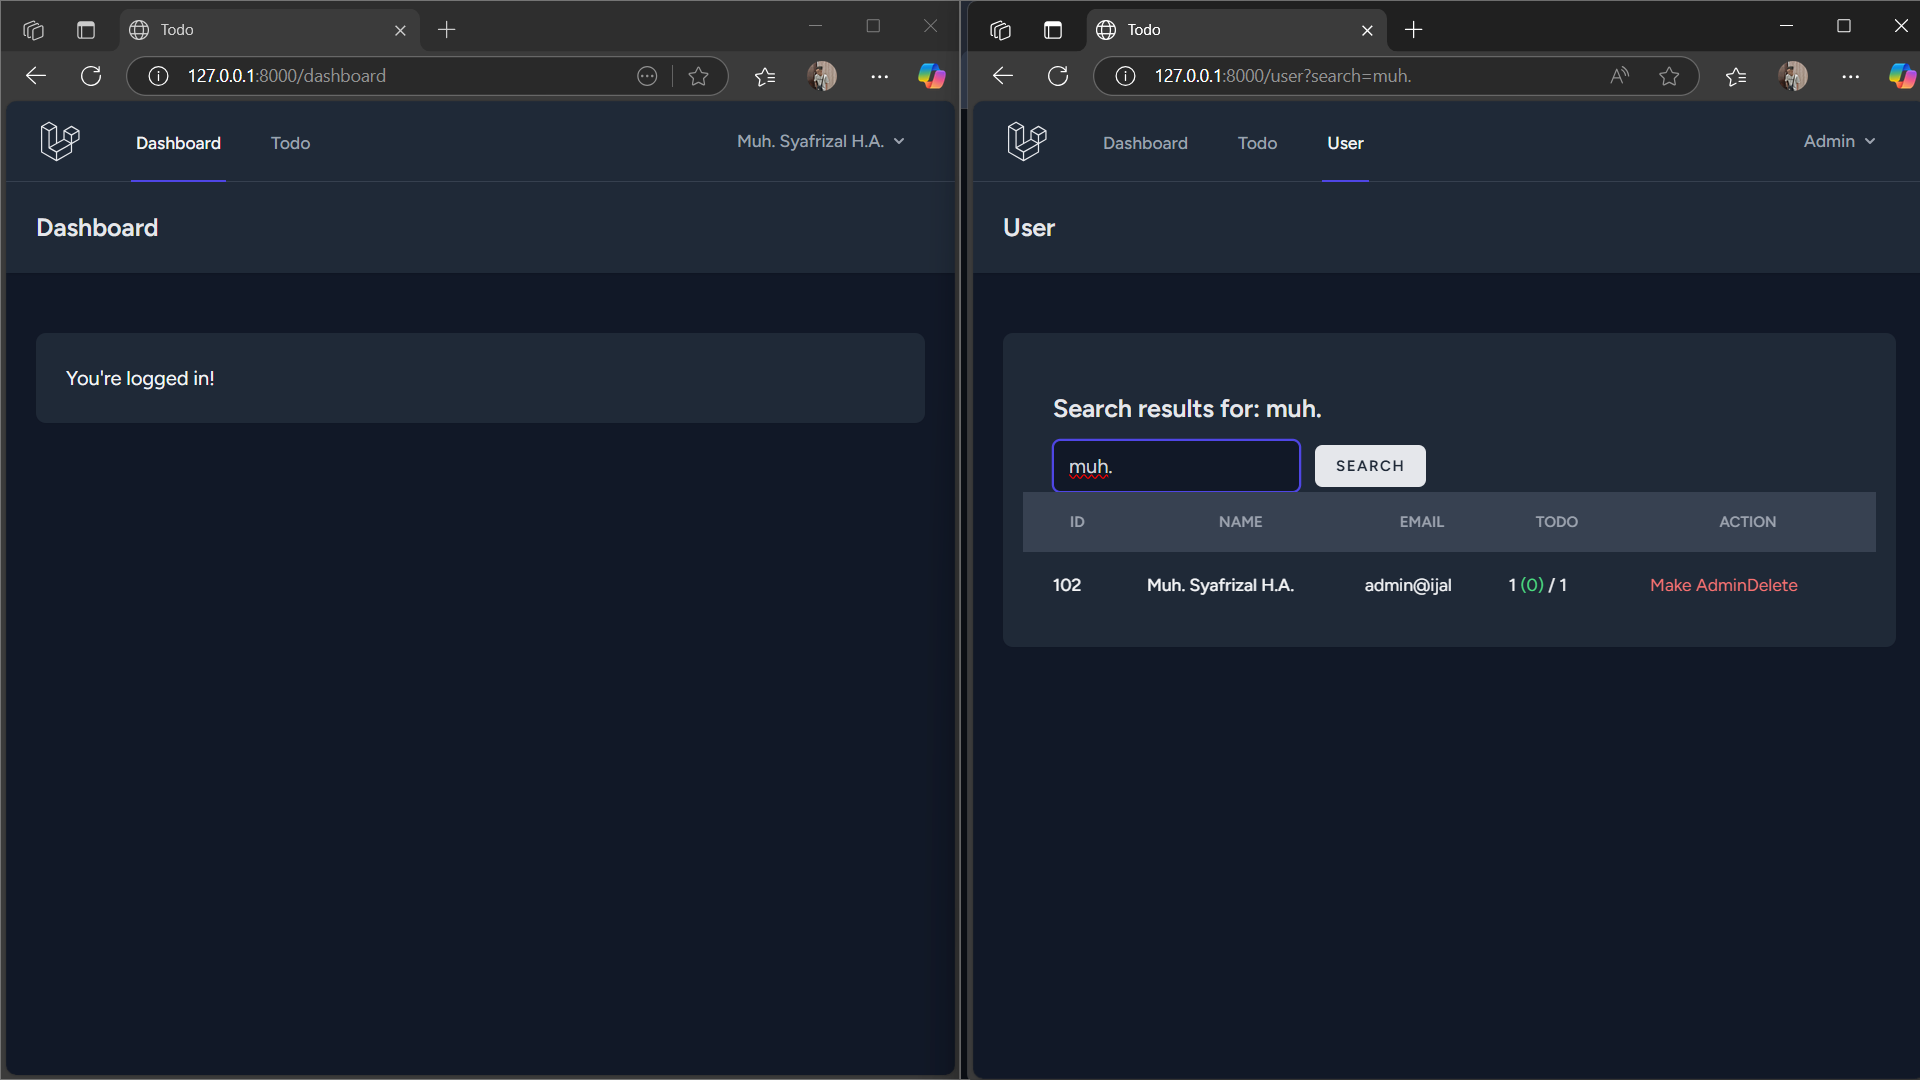 Todo
127.0.0.1:8000/dashboard
Dashboard Todo Muh. Syafrizal H.A.
Dashboard
You're logged in!
Todo
127.0.0.1:8000/user?search=muh.
Dashboard Todo User Admin
User
Search results for: muh.
muh. SEARCH
ID NAME EMAIL TODO ACTION
102 Muh. Syafrizal H.A. admin@ijal 1 (0) / 1 Make AdminDelete